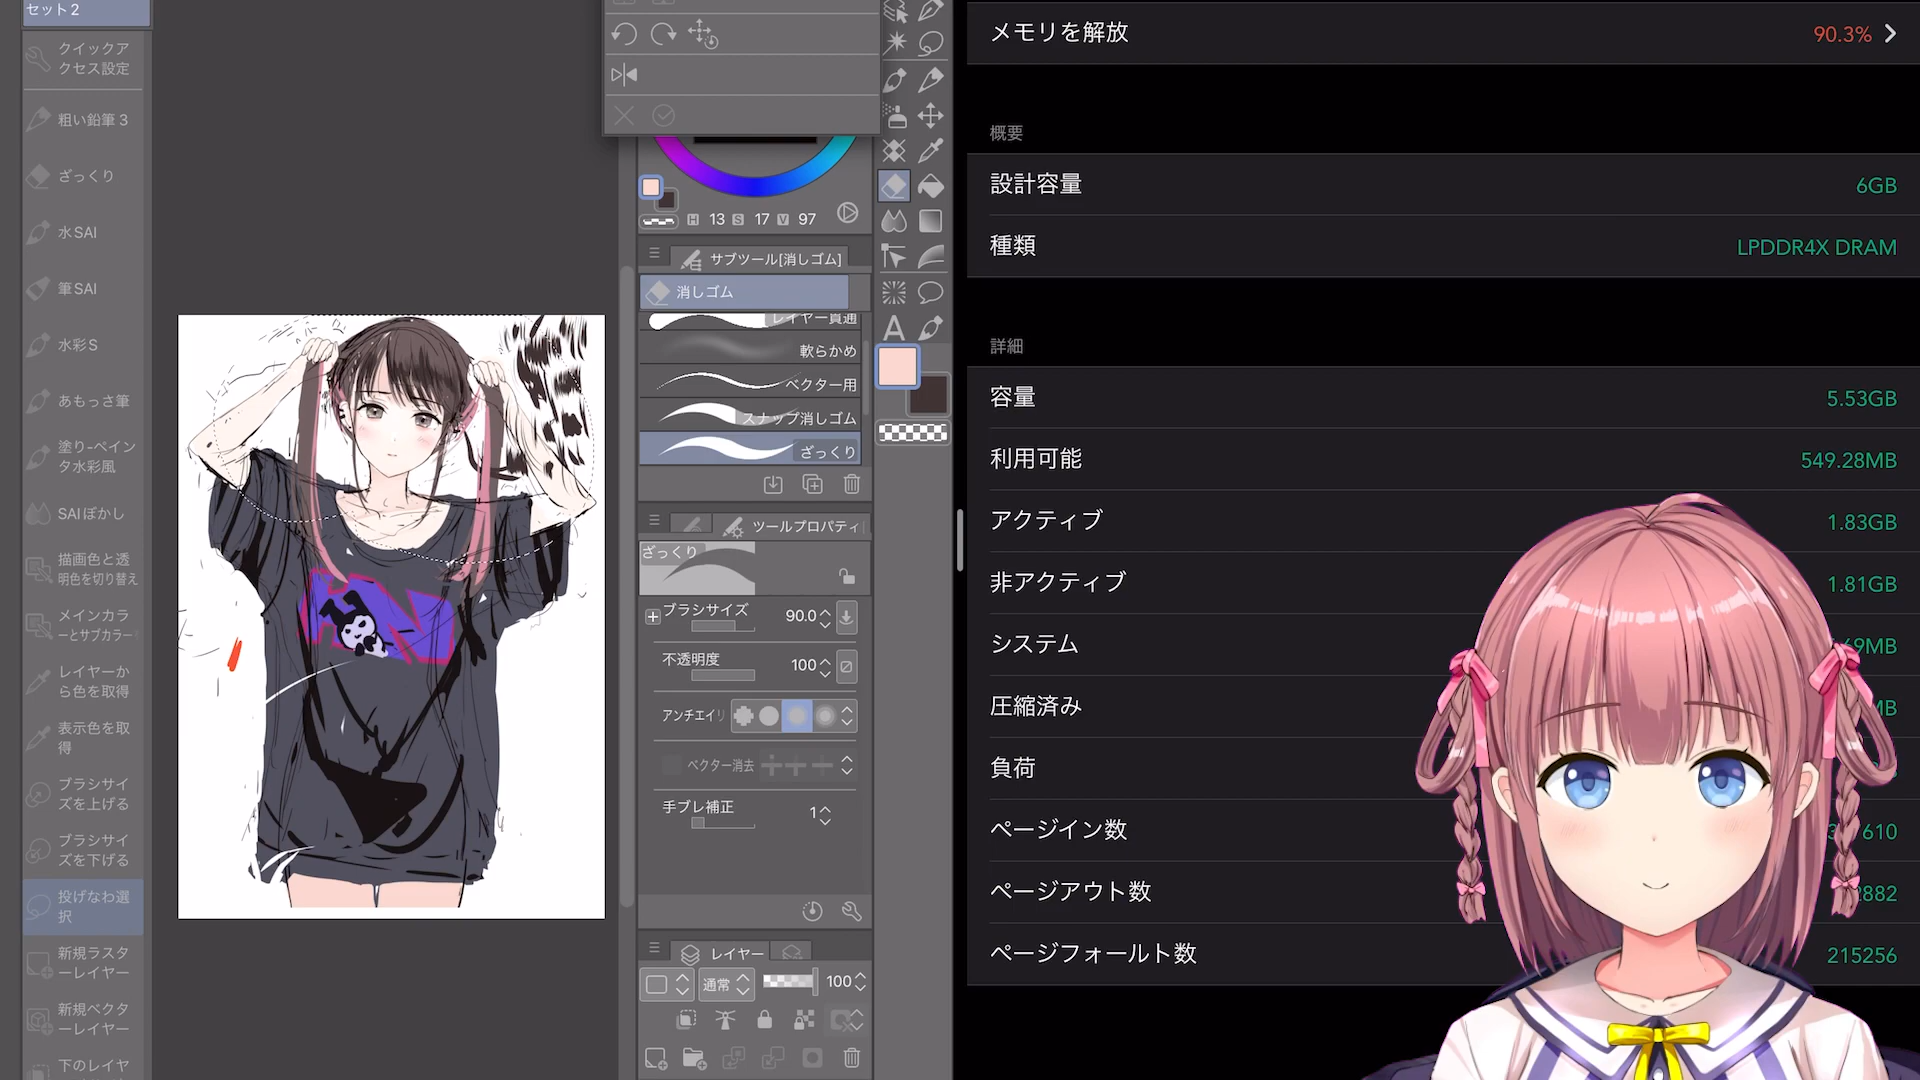 セット2
クイックア
クセス設定
粗い鉛筆 3
ざっくり
水SAI
筆SAI
水彩S
あもっさ筆
塗り-ペイン
タ水彩風
SAIぼかし
描画色と透
明色を切り替え
メインカラ
ーとサブカラー
レイヤーか
ら色を取得
表示色を取
得
ブラシサイ
ズを上げる
ブラシサイ
ズを下げる
投げなわ選
択
新規ラスタ
ーレイヤー
新規ベクタ
ーレイヤー
下のレイヤ
H 13 S 17 V 97
サブツール[消しゴム]
消しゴム
レイヤー貫通
軟らかめ
ベクター用
スナップ消しゴム
ざっくり
ツールプロパティ[
ざっくり
ブラシサイズ 90.0
不透明度 100
アンチエイリ
ベクター消去
手ブレ補正 1
レイヤー
通常 100
A
メモリを解放 90.3%
概要
設計容量 6GB
種類 LPDDR4X DRAM
詳細
容量 5.53GB
利用可能 549.28MB
アクティブ 1.83GB
非アクティブ 1.81GB
システム 69MB
圧縮済み MB
負荷
ページイン数 610
ページアウト数 2882
ページフォールト数 215256